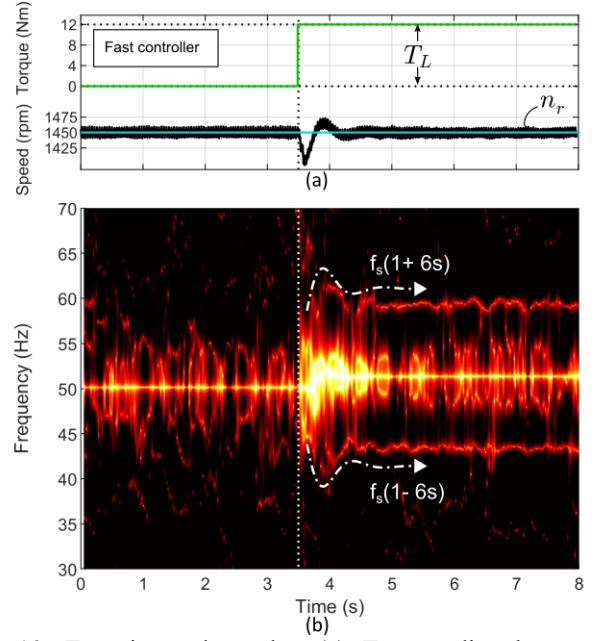 Torque (Nm)
12
8
4
0
Fast controller
T_L
Speed (rpm)
1475
1450
1425
n_r
(a)
70
65
60
55
50
45
40
35
30
Frequency (Hz)
f_s(1+ 6s)
f_s(1- 6s)
0 1 2 3 4 5 6 7 8
Time (s)
(b)